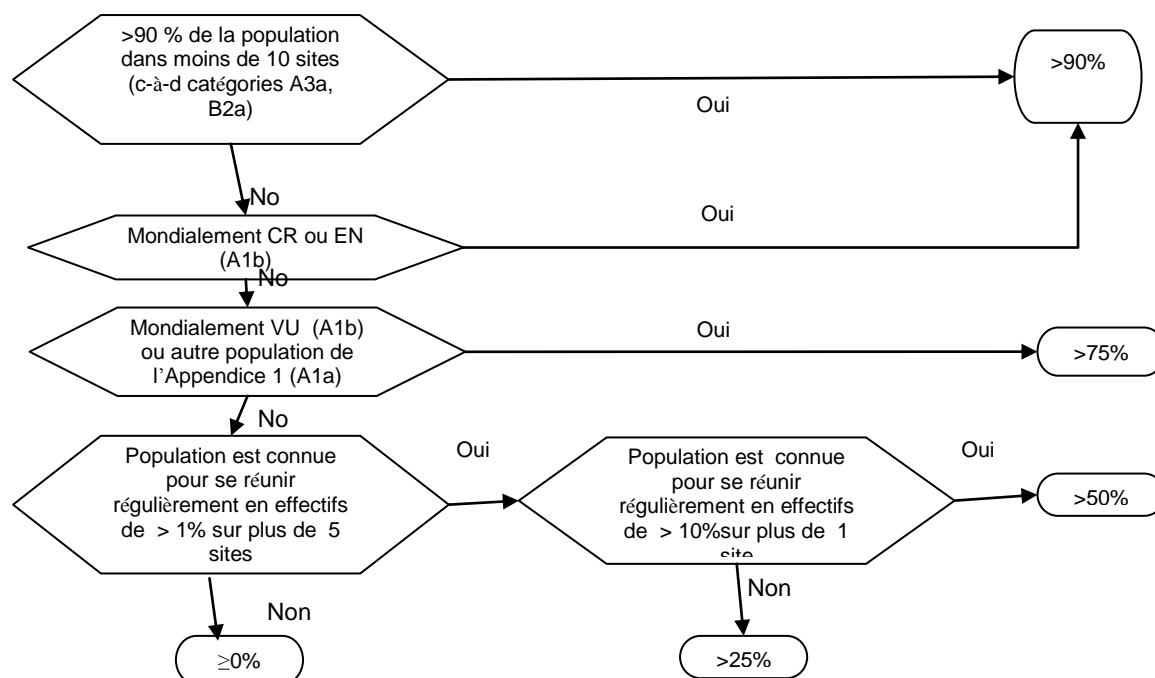 >90 % de la population
dans moins de 10 sites
(c-à-d catégories A3a,
B2a)
Oui
>90%
No
Mondialement CR ou EN
(A1b)
Oui
No
Mondialement VU (A1b)
ou autre population de
l'Appendice 1 (A1a)
Oui
>75%
No
Population est connue
pour se réunir
régulièrement en effectifs
de > 1% sur plus de 5
sites
Oui
Population est connue
pour se réunir
régulièrement en effectifs
de > 10%sur plus de 1
site
Oui
>50%
Non
≥0%
Non
>25%